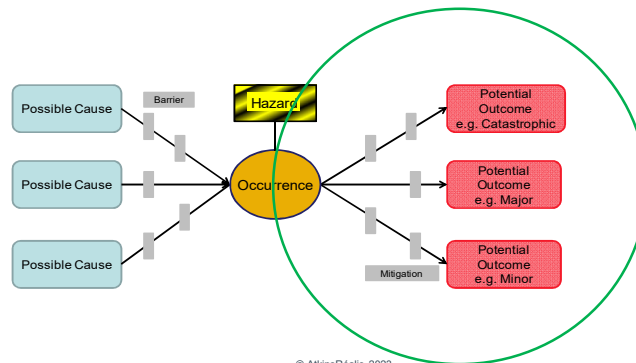 Possible Cause
Barrier
Hazard
Potential
Outcome
e.g. Catastrophic
Possible Cause
Occurrence
Potential
Outcome
e.g. Major
Possible Cause
Potential
Outcome
e.g. Minor
Mitigation